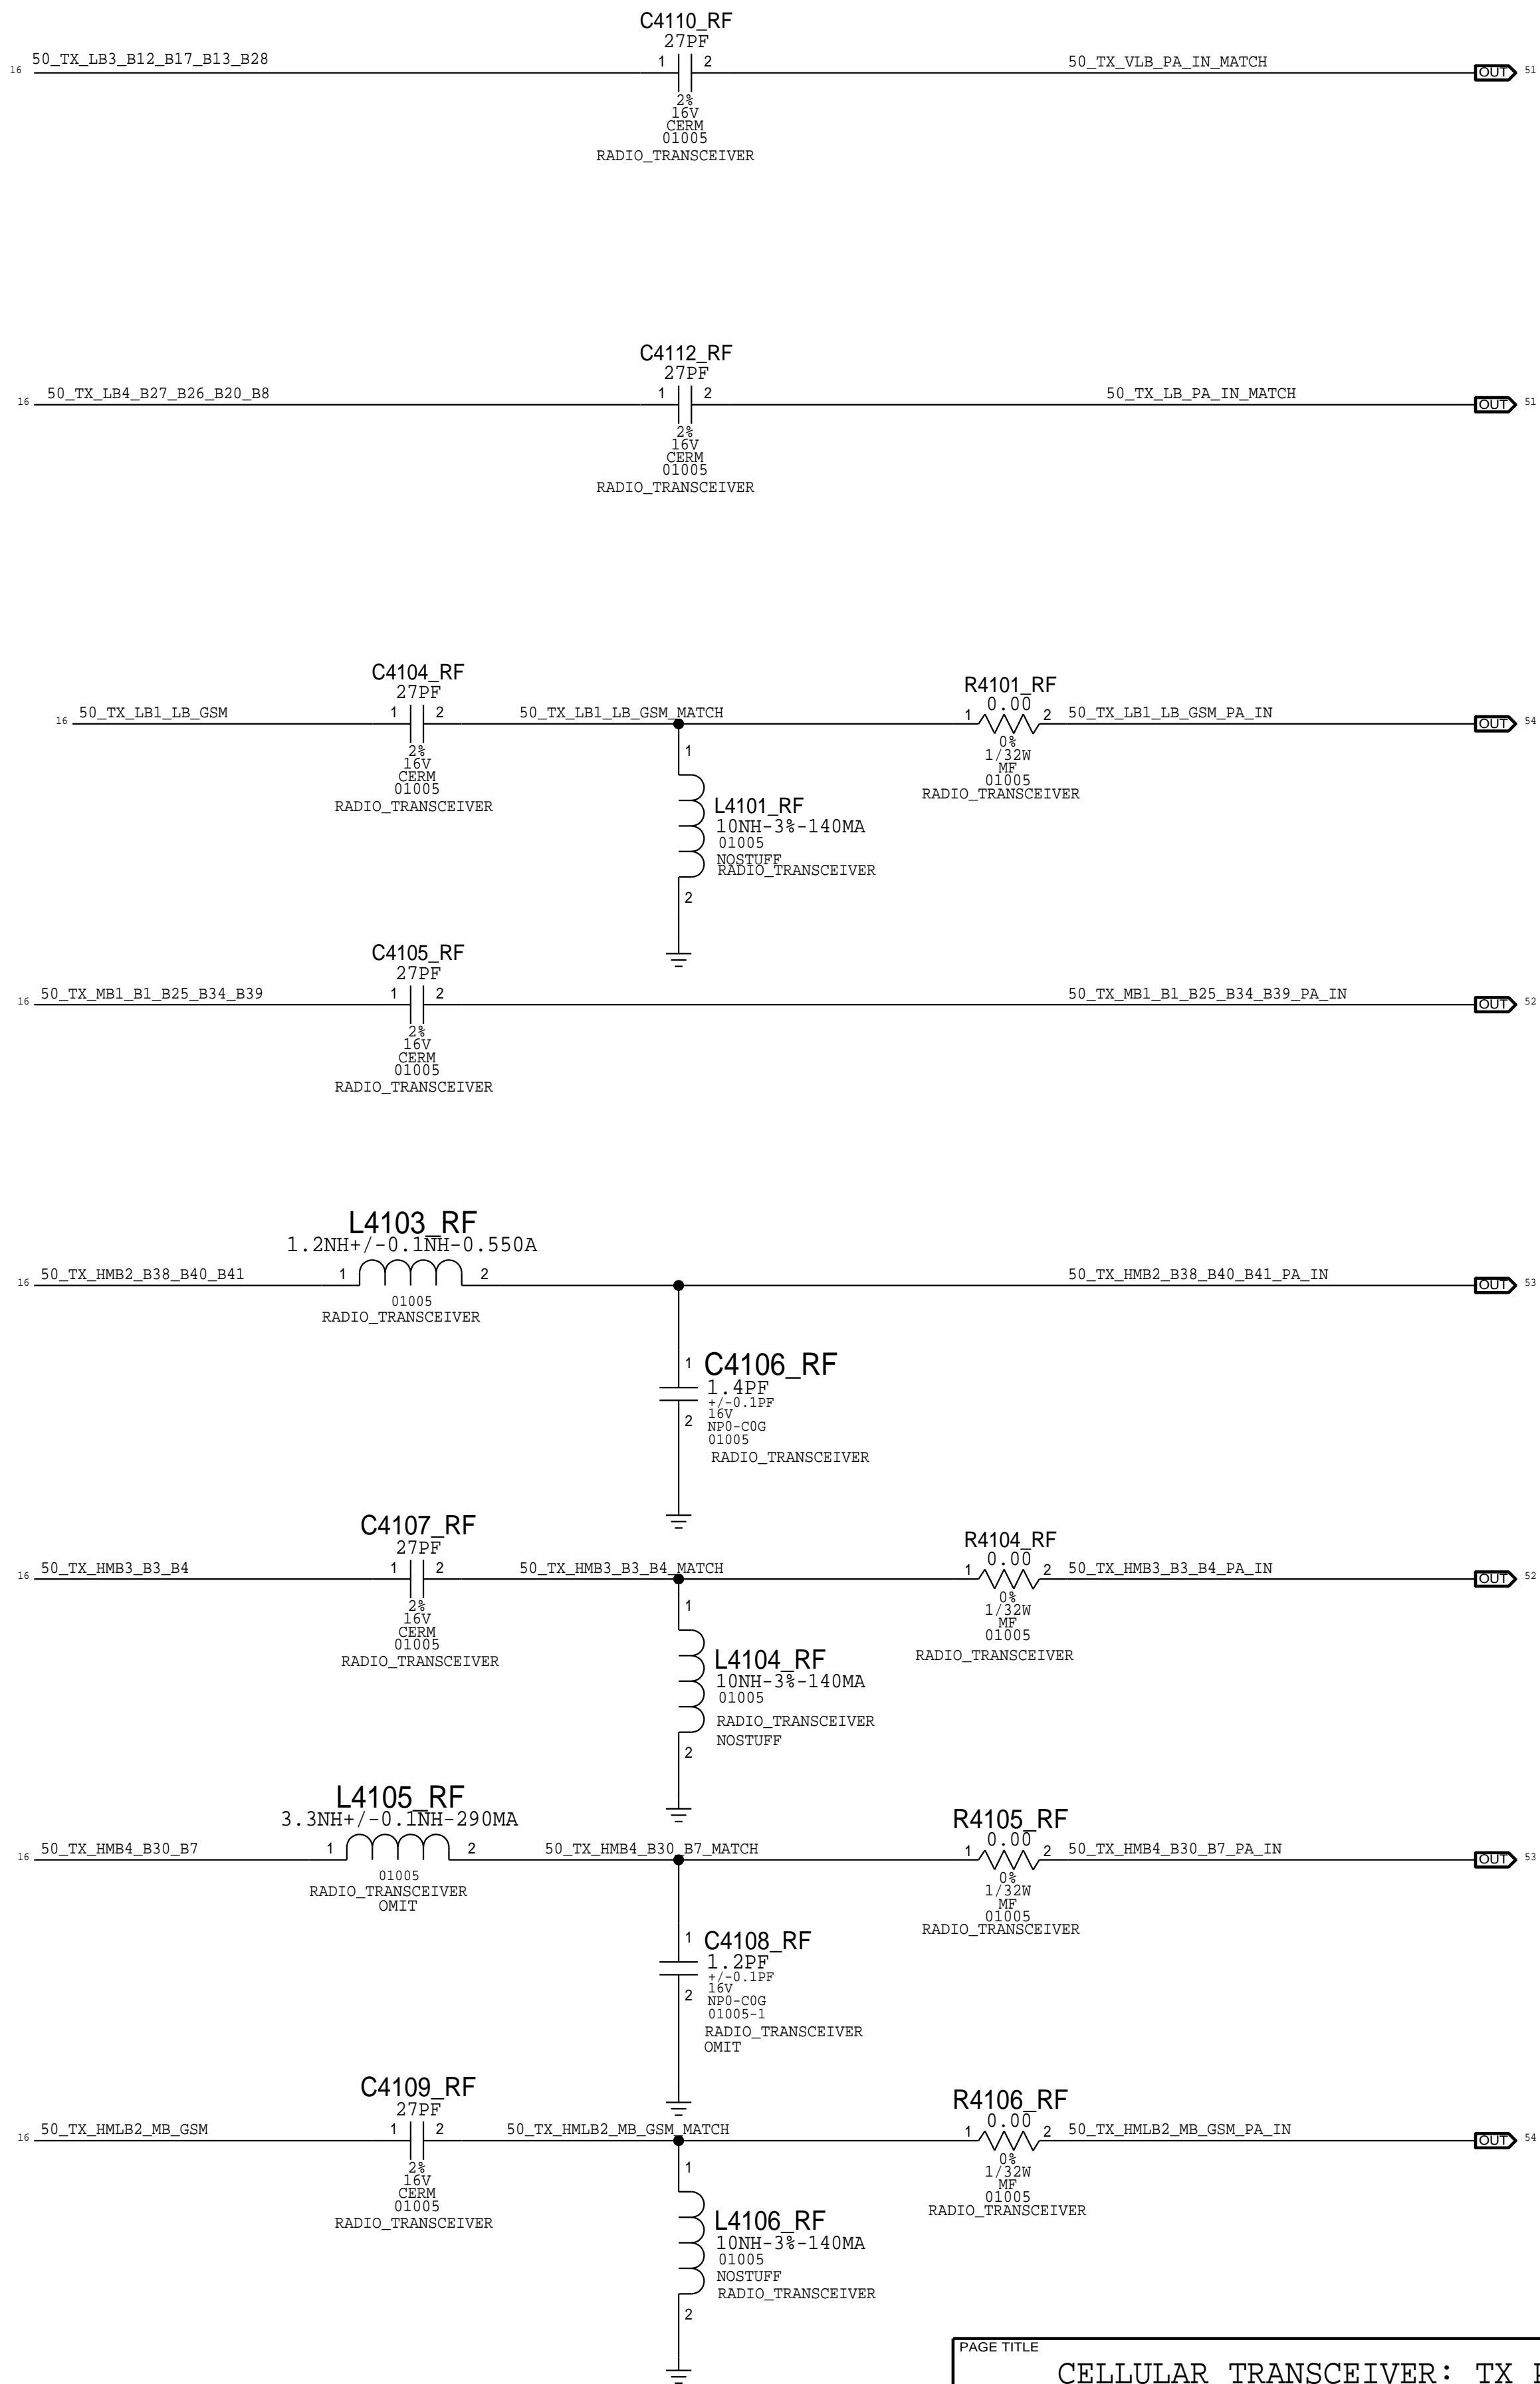 C4110_RF
27PF
16 50_TX_LB3_B12_B17_B13_B28 1 2 50_TX_VLB_PA_IN_MATCH OUT 51
2%
16V
CERM
01005
RADIO_TRANSCEIVER
C4112_RF
27PF
16 50_TX_LB4_B27_B26_B20_B8 1 2 50_TX_LB_PA_IN_MATCH OUT 51
2%
16V
CERM
01005
RADIO_TRANSCEIVER
C4104_RF
27PF
R4101_RF
0.00
16 50_TX_LB1_LB_GSM 1 2 50_TX_LB1_LB_GSM_MATCH 1 2 50_TX_LB1_LB_GSM_PA_IN OUT 54
2%
16V
CERM
01005
RADIO_TRANSCEIVER
0%
1/32W
MF
01005
RADIO_TRANSCEIVER
1
L4101_RF
10NH-3%-140MA
01005
NOSTUFF
RADIO_TRANSCEIVER
2
C4105_RF
27PF
16 50_TX_MB1_B1_B25_B34_B39 1 2 50_TX_MB1_B1_B25_B34_B39_PA_IN OUT 52
2%
16V
CERM
01005
RADIO_TRANSCEIVER
L4103_RF
1.2NH+/-0.1NH-0.550A
16 50_TX_HMB2_B38_B40_B41 1 2 50_TX_HMB2_B38_B40_B41_PA_IN OUT 53
01005
RADIO_TRANSCEIVER
1 C4106_RF
1.4PF
+/-0.1PF
16V
2 NP0-C0G
01005
RADIO_TRANSCEIVER
C4107_RF
27PF
R4104_RF
0.00
16 50_TX_HMB3_B3_B4 1 2 50_TX_HMB3_B3_B4_MATCH 1 2 50_TX_HMB3_B3_B4_PA_IN OUT 52
2%
16V
CERM
01005
RADIO_TRANSCEIVER
0%
1/32W
MF
01005
RADIO_TRANSCEIVER
1
L4104_RF
10NH-3%-140MA
01005
RADIO_TRANSCEIVER
NOSTUFF
2
L4105_RF
3.3NH+/-0.1NH-290MA
R4105_RF
0.00
16 50_TX_HMB4_B30_B7 1 2 50_TX_HMB4_B30_B7_MATCH 1 2 50_TX_HMB4_B30_B7_PA_IN OUT 53
01005
RADIO_TRANSCEIVER
OMIT
0%
1/32W
MF
01005
RADIO_TRANSCEIVER
1 C4108_RF
1.2PF
+/-0.1PF
16V
2 NP0-C0G
01005-1
RADIO_TRANSCEIVER
OMIT
C4109_RF
27PF
R4106_RF
0.00
16 50_TX_HMLB2_MB_GSM 1 2 50_TX_HMLB2_MB_GSM_MATCH 1 2 50_TX_HMLB2_MB_GSM_PA_IN OUT 54
2%
16V
CERM
01005
RADIO_TRANSCEIVER
0%
1/32W
MF
01005
RADIO_TRANSCEIVER
1
L4106_RF
10NH-3%-140MA
01005
NOSTUFF
RADIO_TRANSCEIVER
2
PAGE TITLE
CELLULAR TRANSCEIVER: TX